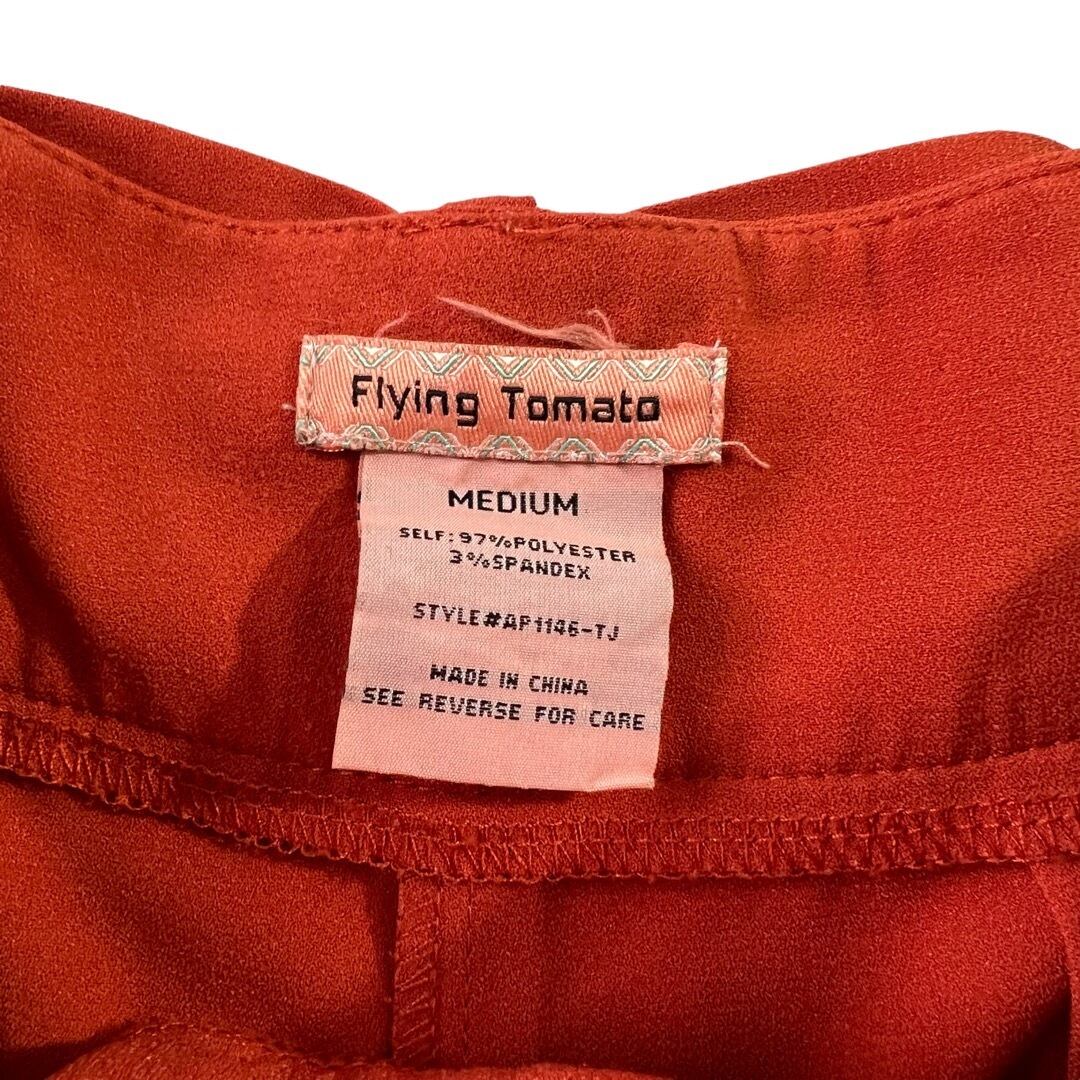 Flying Tomato
MEDIUM
SELF: 97%POLYESTER
3%SPANDEX
STYLE#AP1146-TJ
MADE IN CHINA
SEE REVERSE FOR CARE